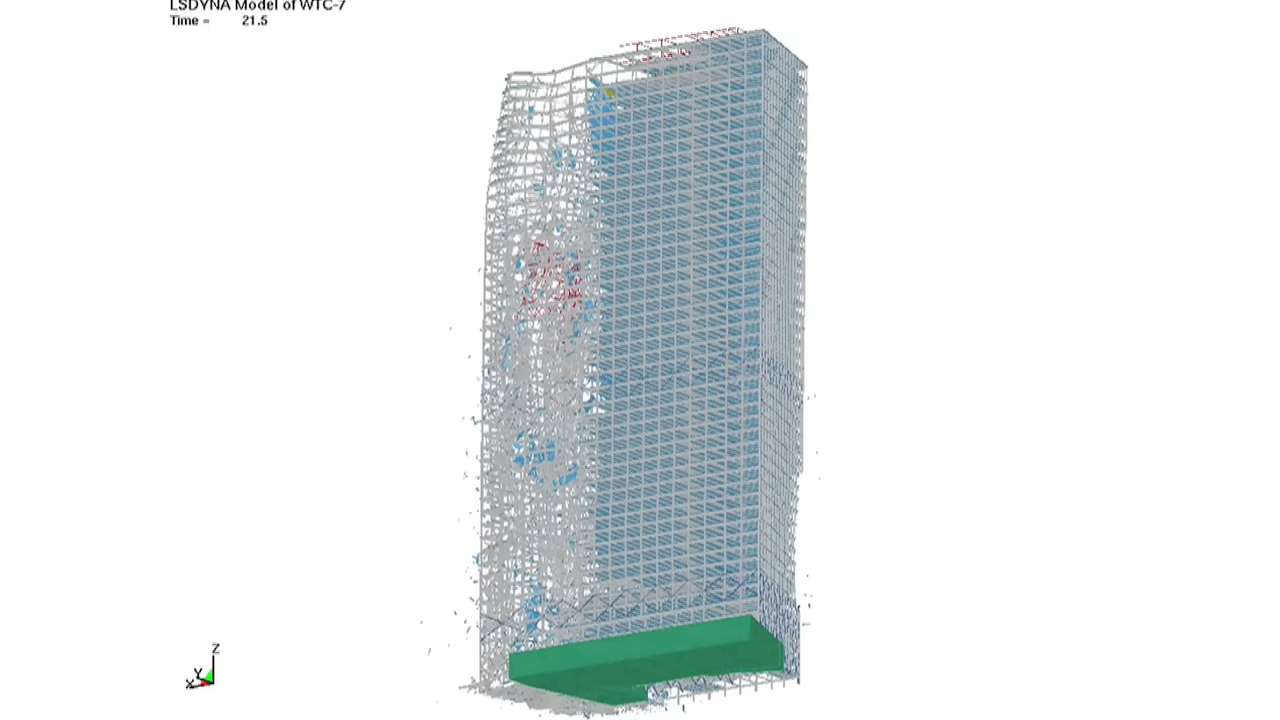 LSDYNA Model of WTC-7
Time = 21.5
Z
Y
X